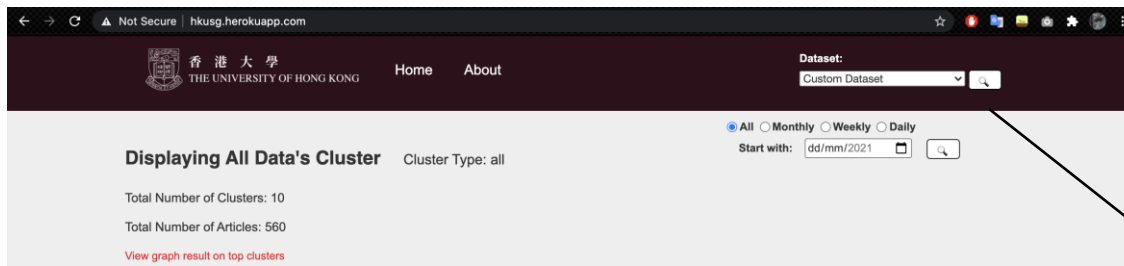 Not Secure | hkusg.herokuapp.com
香港大學
THE UNIVERSITY OF HONG KONG
Home About
Dataset:
Custom Dataset
All Monthly Weekly Daily
Start with: dd/mm/2021
Displaying All Data's Cluster Cluster Type: all
Total Number of Clusters: 10
Total Number of Articles: 560
View graph result on top clusters